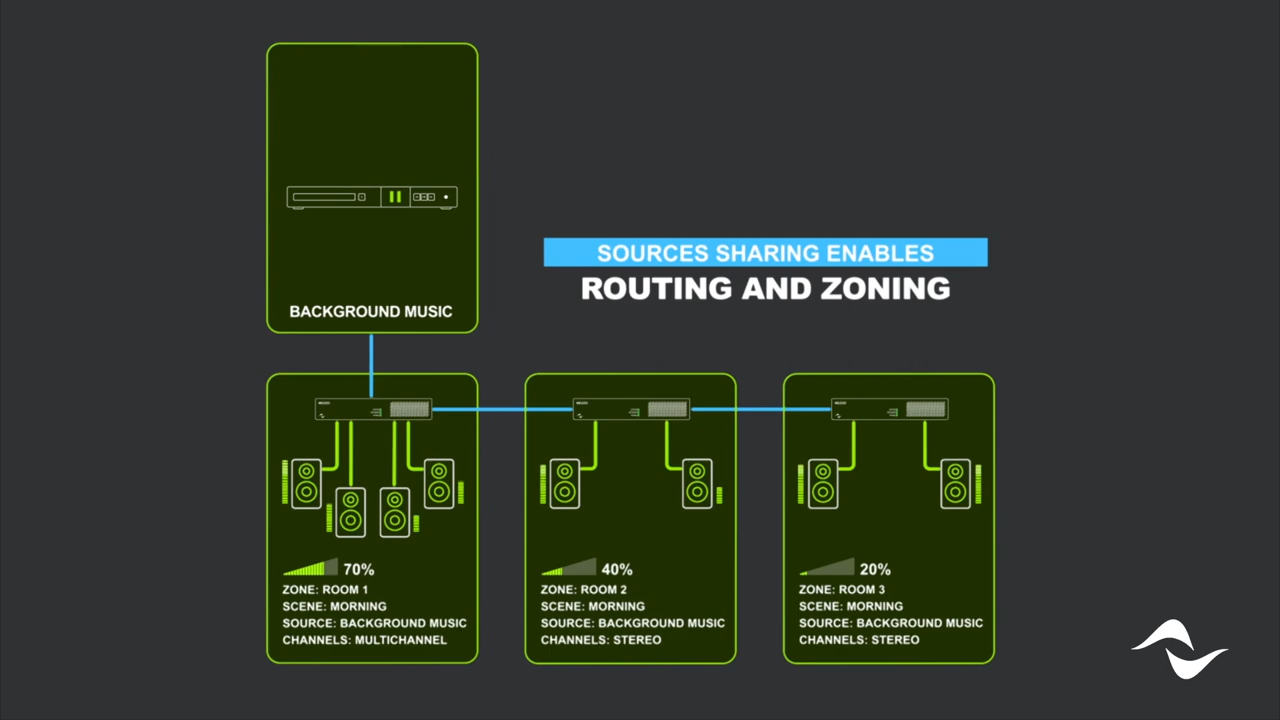 SOURCES SHARING ENABLES
ROUTING AND ZONING
BACKGROUND MUSIC
70%
ZONE: ROOM 1
SCENE: MORNING
SOURCE: BACKGROUND MUSIC
CHANNELS: MULTICHANNEL
40%
ZONE: ROOM 2
SCENE: MORNING
SOURCE: BACKGROUND MUSIC
CHANNELS: STEREO
20%
ZONE: ROOM 3
SCENE: MORNING
SOURCE: BACKGROUND MUSIC
CHANNELS: STEREO